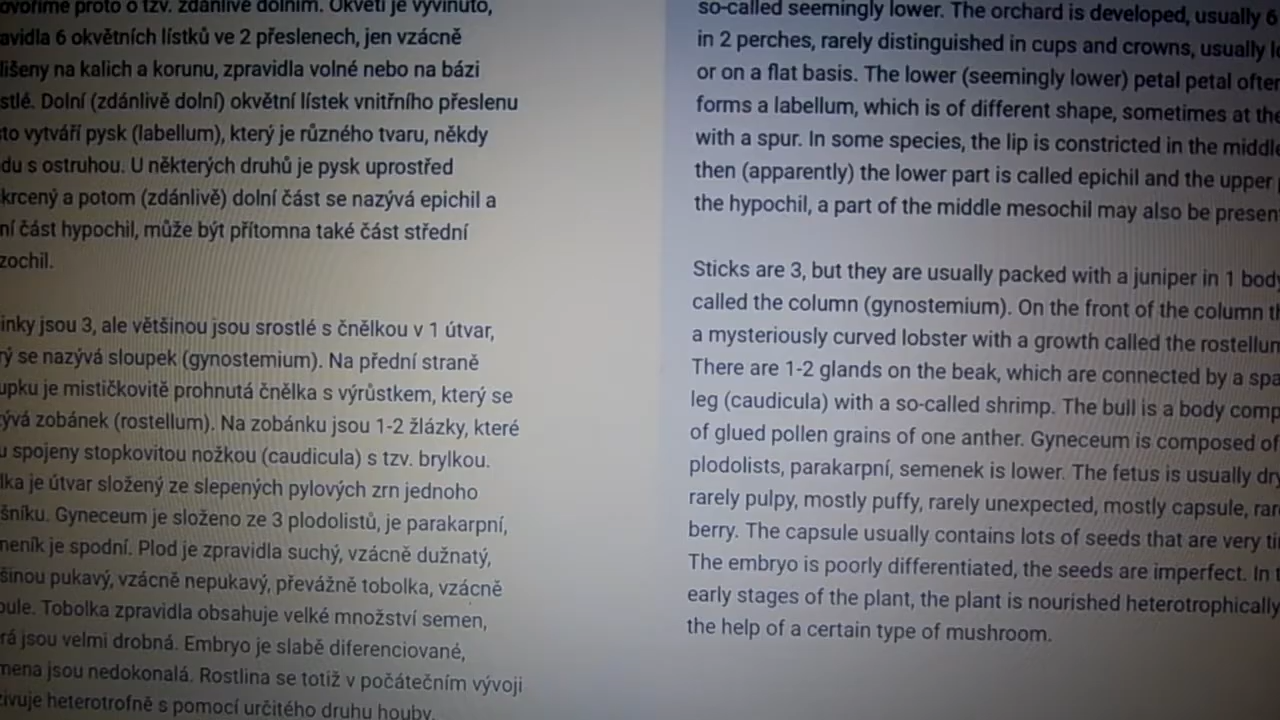 ovoříme proto o tzv. zdánlivě dolním. Okvětí je vyvinuto,
avidla 6 okvětních lístků ve 2 přeslenech, jen vzácně
lišeny na kalich a korunu, zpravidla volné nebo na bázi
stlé. Dolní (zdánlivě dolní) okvětní lístek vnitřního přeslenu
to vytváří pysk (labellum), který je různého tvaru, někdy
du s ostruhou. U některých druhů je pysk uprostřed
krcený a potom (zdánlivě) dolní část se nazývá epichil a
ní část hypochil, může být přítomna také část střední
zochil.
inky jsou 3, ale většinou jsou srostlé s čnělkou v 1 útvar,
rý se nazývá sloupek (gynostemium). Na přední straně
upku je mističkovitě prohnutá čnělka s výrůstkem, který se
ývá zobánek (rostellum). Na zobánku jsou 1-2 žlázky, které
u spojeny stopkovitou nožkou (caudicula) s tzv. brylkou.
lka je útvar složený ze slepených pylových zrn jednoho
šníku. Gyneceum je složeno ze 3 plodolistů, je parakarpní,
meník je spodní. Plod je zpravidla suchý, vzácně dužnatý,
šinou pukavý, vzácně nepukavý, převážně tobolka, vzácně
bule. Tobolka zpravidla obsahuje velké množství semen,
rá jsou velmi drobná. Embryo je slabě diferenciované,
mena jsou nedokonalá. Rostlina se totiž v počátečním vývoji
živuje heterotrofně s pomocí určitého druhu houby.
so-called seemingly lower. The orchard is developed, usually 6
in 2 perches, rarely distinguished in cups and crowns, usually lo
or on a flat basis. The lower (seemingly lower) petal petal often
forms a labellum, which is of different shape, sometimes at the
with a spur. In some species, the lip is constricted in the middle
then (apparently) the lower part is called epichil and the upper p
the hypochil, a part of the middle mesochil may also be present
Sticks are 3, but they are usually packed with a juniper in 1 body
called the column (gynostemium). On the front of the column th
a mysteriously curved lobster with a growth called the rostellum
There are 1-2 glands on the beak, which are connected by a spa
leg (caudicula) with a so-called shrimp. The bull is a body comp
of glued pollen grains of one anther. Gyneceum is composed of
plodolists, parakarpní, semenek is lower. The fetus is usually dry
rarely pulpy, mostly puffy, rarely unexpected, mostly capsule, rar
berry. The capsule usually contains lots of seeds that are very ti
The embryo is poorly differentiated, the seeds are imperfect. In t
early stages of the plant, the plant is nourished heterotrophically
the help of a certain type of mushroom.